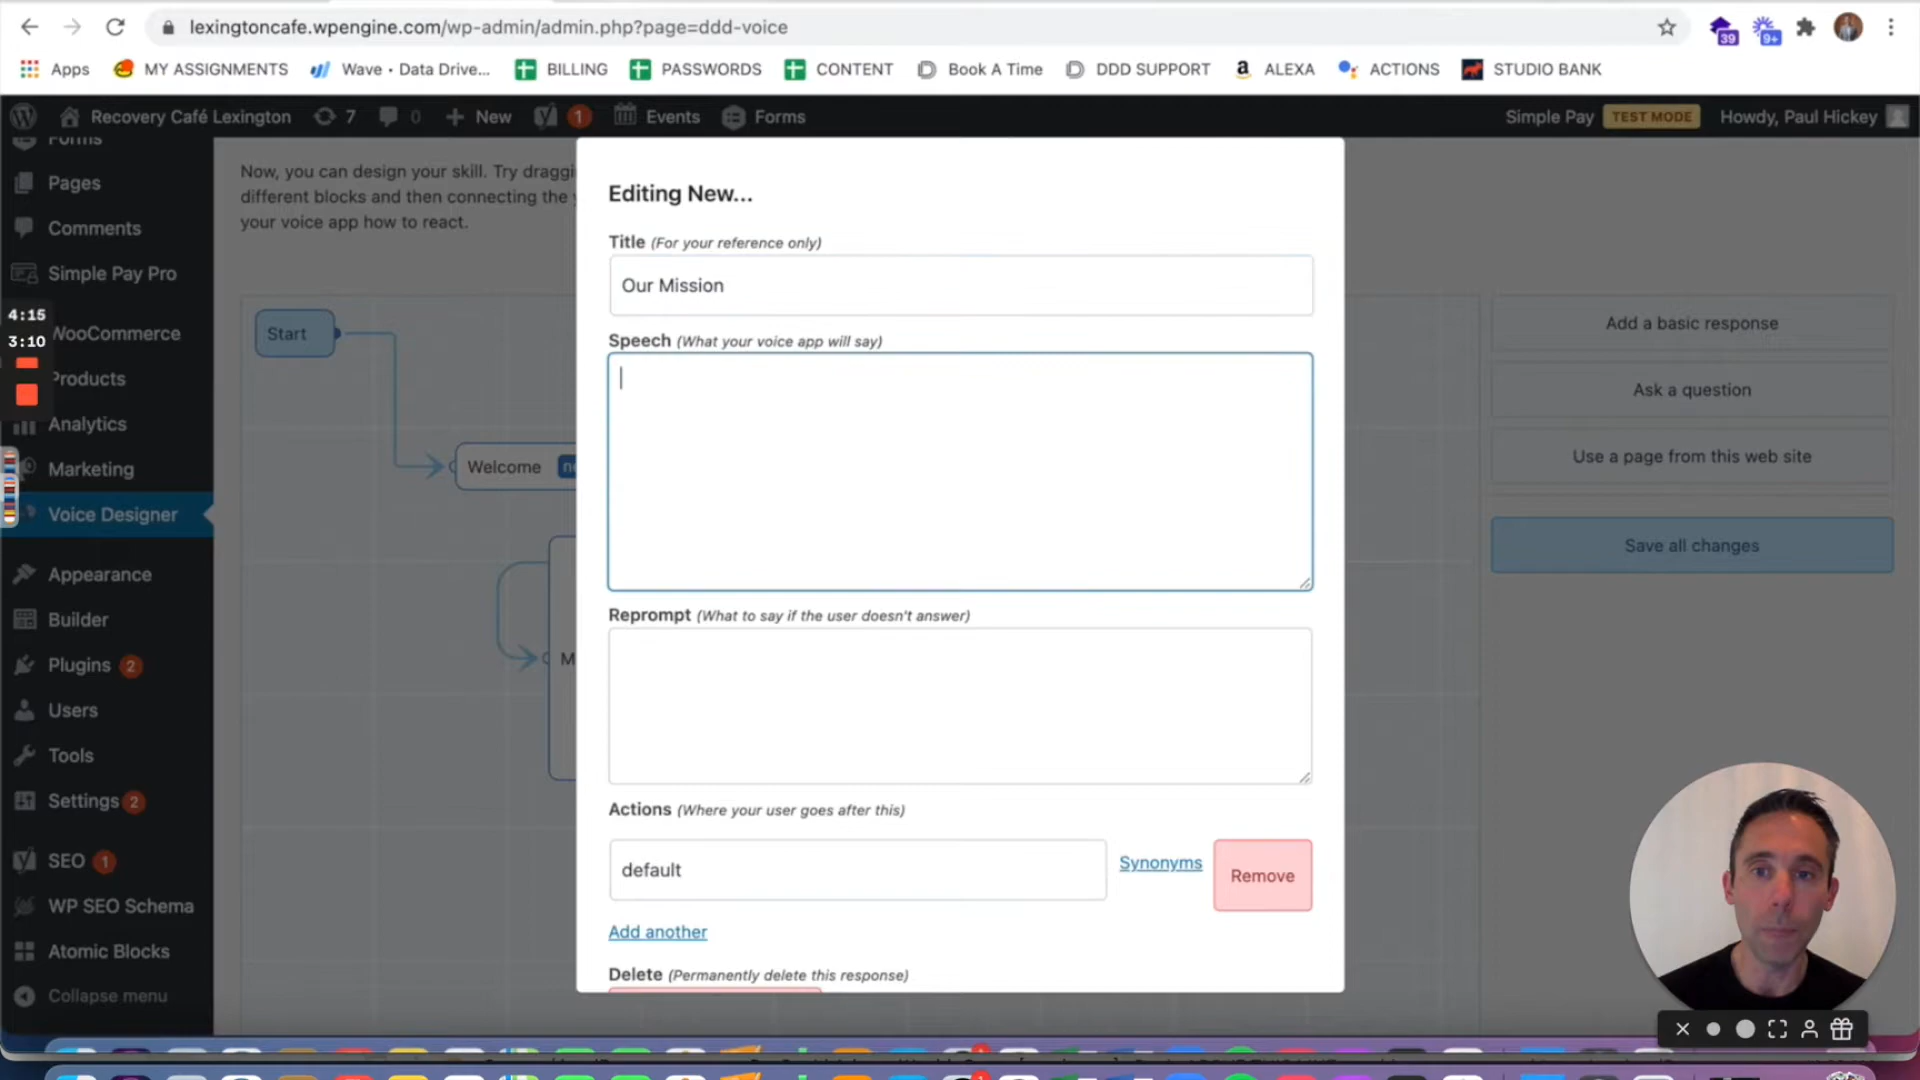 lexingtoncafe.wpengine.com/wp-admin/admin.php?page=ddd-voice
39
9+
Apps
MY ASSIGNMENTS
Wave • Data Drive...
BILLING
PASSWORDS
CONTENT
Book A Time
DDD SUPPORT
ALEXA
ACTIONS
STUDIO BANK
Recovery Café Lexington
7
0
New
1
Events
Forms
Simple Pay
TEST MODE
Howdy, Paul Hickey
Forms
Pages
Comments
Simple Pay Pro
4:15
3:10
WooCommerce
Products
Analytics
Marketing
Voice Designer
Appearance
Builder
Plugins 2
Users
Tools
Settings 2
SEO 1
WP SEO Schema
Atomic Blocks
Collapse menu
Now, you can design your skill. Try draggi
different blocks and then connecting the
your voice app how to react.
Start
Welcome
ne
M
Editing New...
Title (For your reference only)
Our Mission
Speech (What your voice app will say)
Reprompt (What to say if the user doesn't answer)
Actions (Where your user goes after this)
default
Synonyms
Remove
Add another
Delete (Permanently delete this response)
Add a basic response
Ask a question
Use a page from this web site
Save all changes